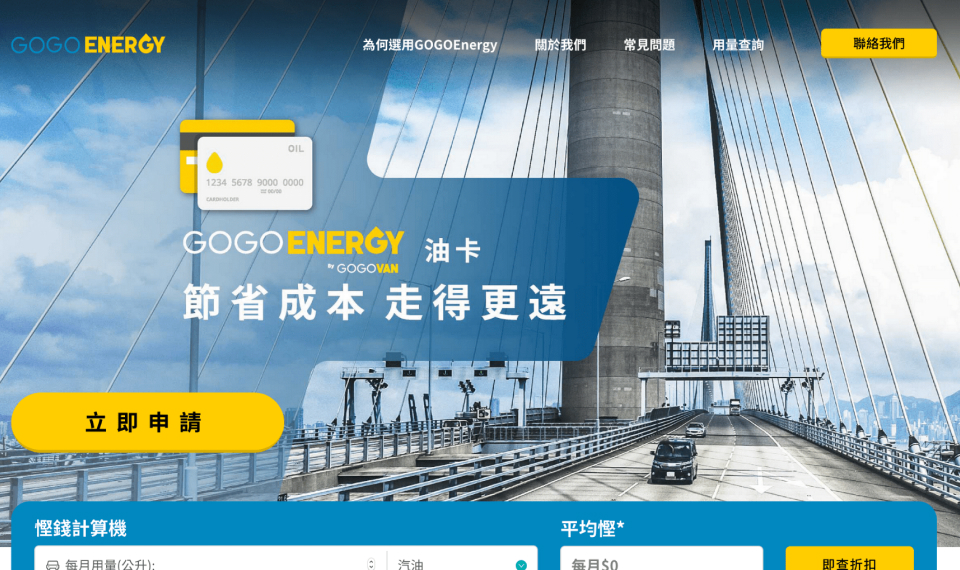 GOGO ENERGY
為何選用GOGOEnergy
關於我們
常見問題
用量查詢
聯絡我們
OIL
1234 5678 9000 0000
CARDHOLDER
GOGO ENERGY 油卡
By GOGOVAN
節省成本 走得更遠
立即申請
慳錢計算機
平均慳*
每月用量(公升):
汽油
每月$0
即查折扣